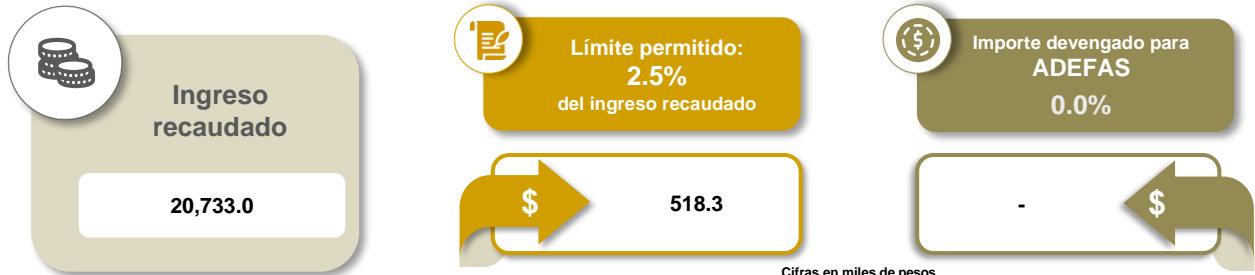 Ingreso
recaudado
20,733.0
Límite permitido:
2.5%
del ingreso recaudado
$
518.3
Importe devengado para
ADEFAS
0.0%
-
$
Cifras en miles de pesos